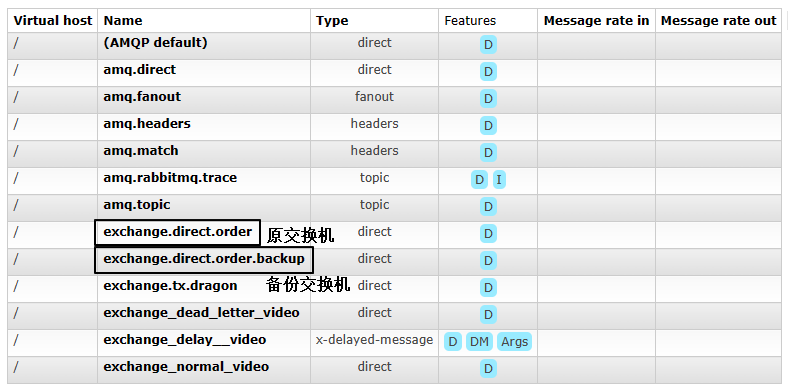 Virtual host Name Type Features Message rate in Message rate out
/ (AMQP default) direct D
/ amq.direct direct D
/ amq.fanout fanout D
/ amq.headers headers D
/ amq.match headers D
/ amq.rabbitmq.trace topic D I
/ amq.topic topic D
/ exchange.direct.order 原交换机 direct D
/ exchange.direct.order.backup direct D
/ exchange.tx.dragon 备份交换机 direct D
/ exchange_dead_letter_video direct D
/ exchange_delay__video x-delayed-message D DM Args
/ exchange_normal_video direct D